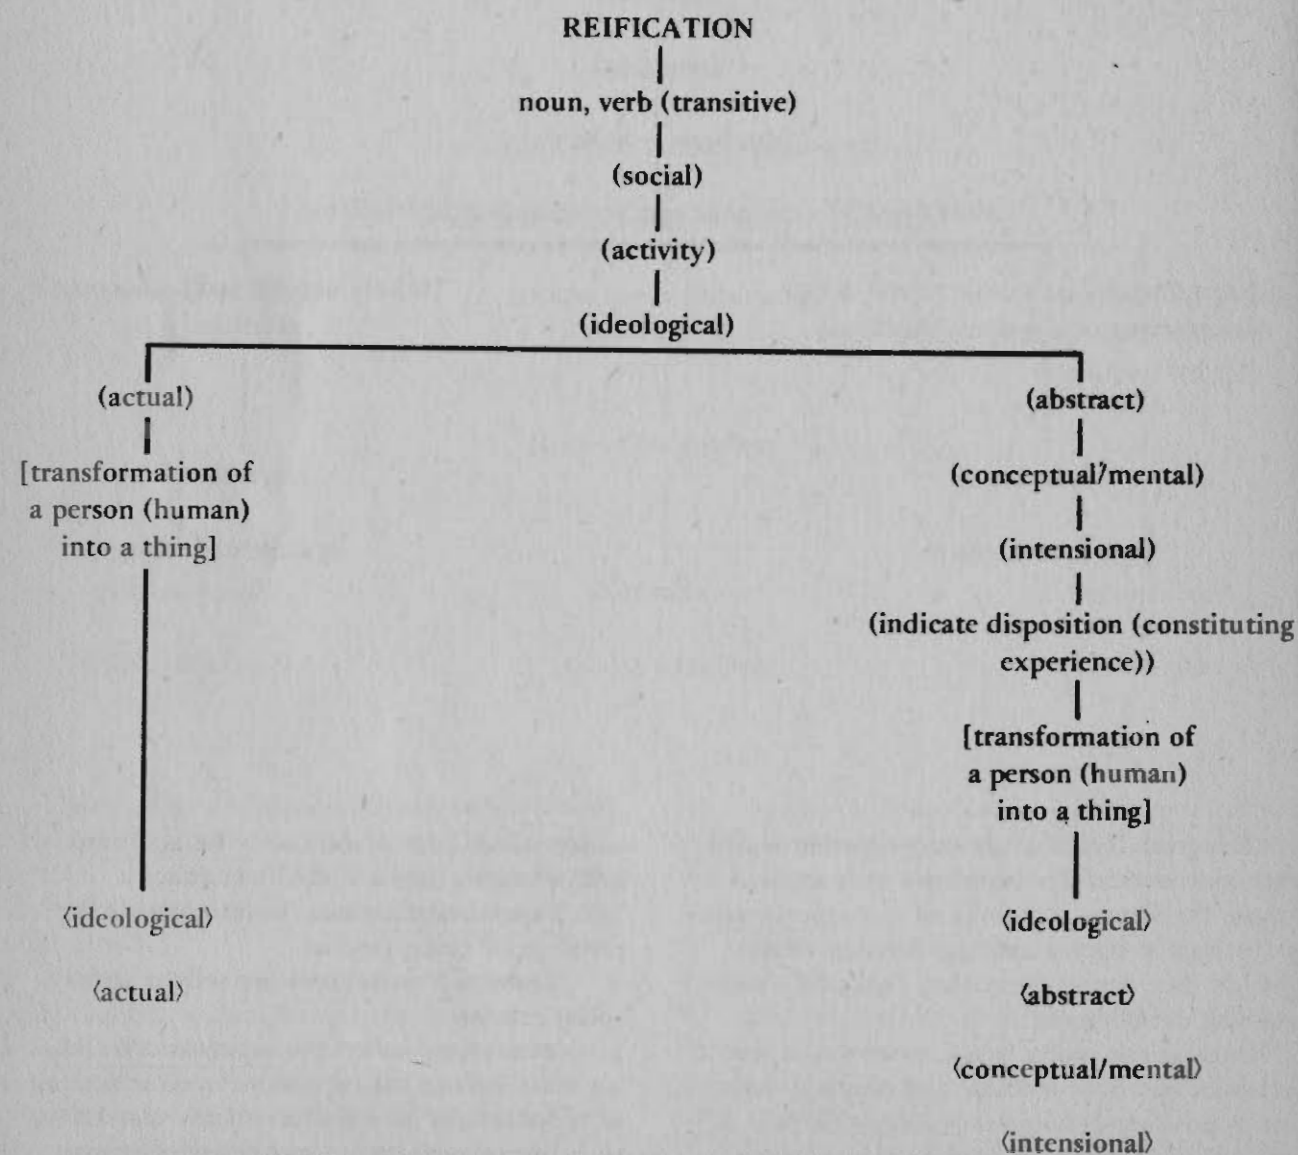 REIFICATION
noun, verb (transitive)
(social)
(activity)
(ideological)
(actual)
[transformation of
a person (human)
into a thing]
⟨ideological⟩
⟨actual⟩
(abstract)
(conceptual/mental)
(intensional)
(indicate disposition (constituting
experience))
[transformation of
a person (human)
into a thing]
⟨ideological⟩
⟨abstract⟩
⟨conceptual/mental⟩
⟨intensional⟩